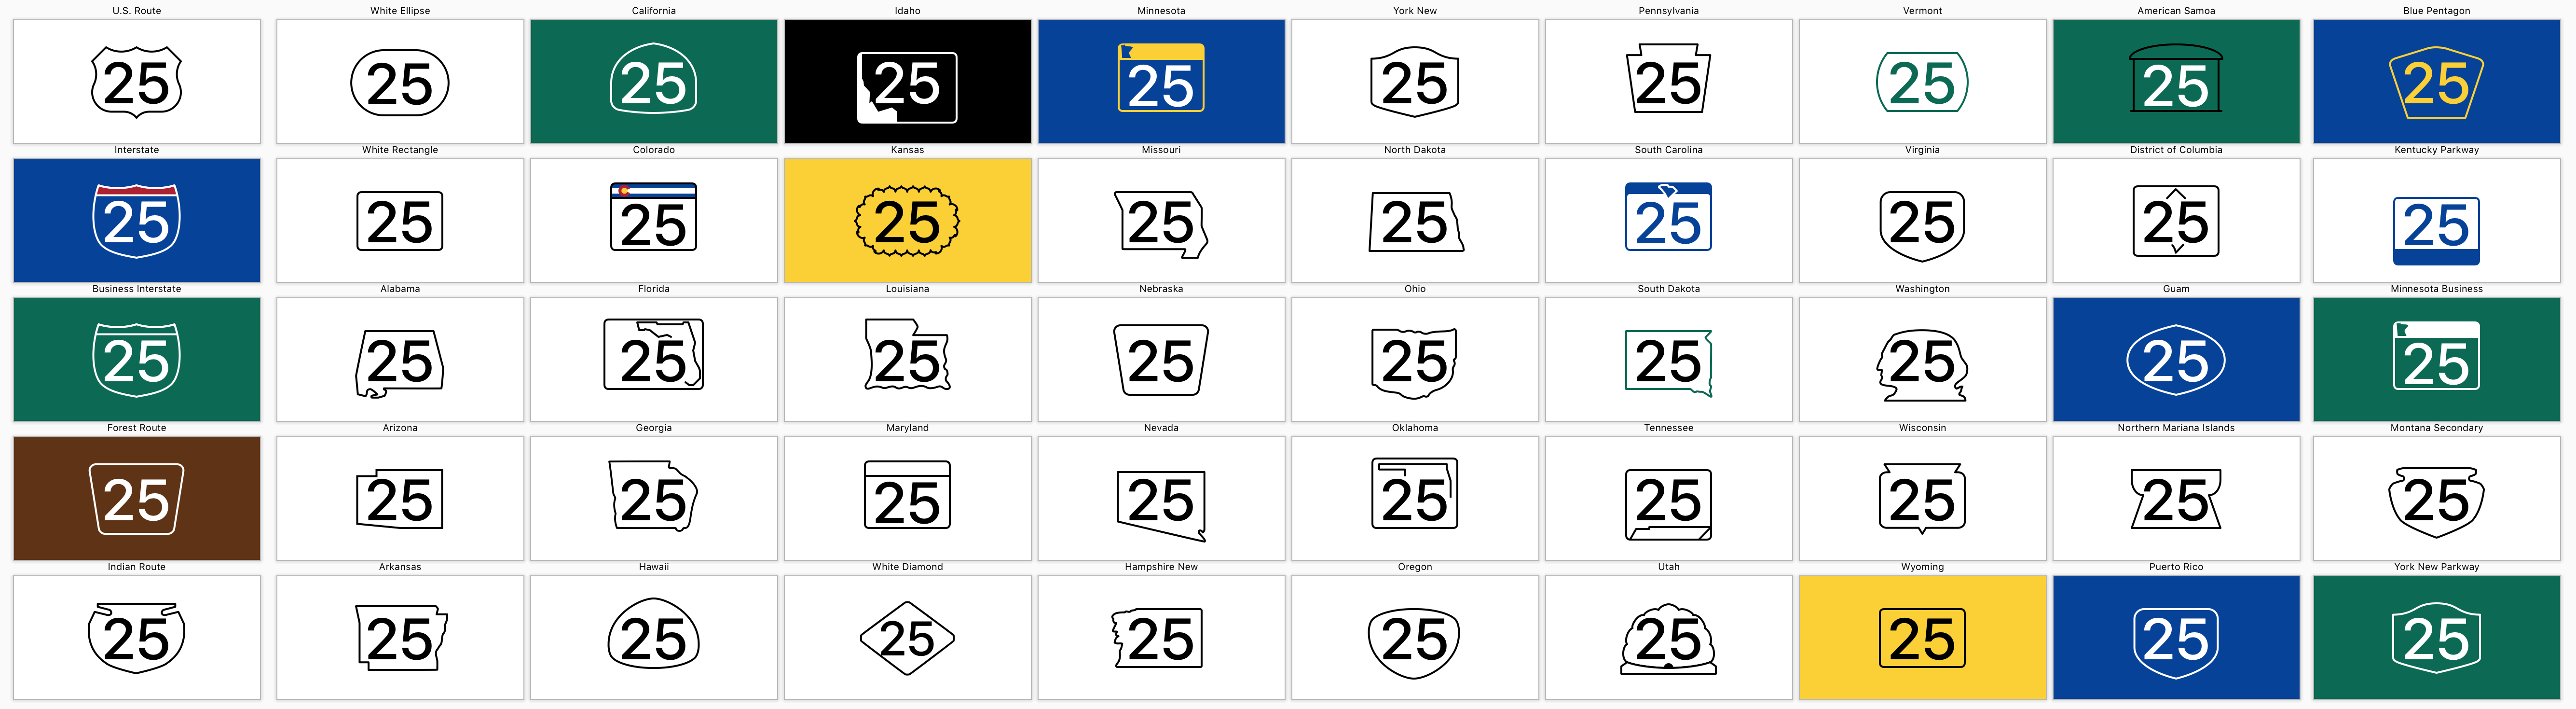 U.S. Route
White Ellipse
California
Idaho
Minnesota
York New
Pennsylvania
Vermont
American Samoa
Blue Pentagon
25
25
25
25
25
25
25
25
25
25
Interstate
White Rectangle
Colorado
Kansas
Missouri
North Dakota
South Carolina
Virginia
District of Columbia
Kentucky Parkway
25
25
25
25
25
25
25
25
25
25
Business Interstate
Alabama
Florida
Louisiana
Nebraska
Ohio
South Dakota
Washington
Guam
Minnesota Business
25
25
25
25
25
25
25
25
25
25
Forest Route
Arizona
Georgia
Maryland
Nevada
Oklahoma
Tennessee
Wisconsin
Northern Mariana Islands
Montana Secondary
25
25
25
25
25
25
25
25
25
25
Indian Route
Arkansas
Hawaii
White Diamond
Hampshire New
Oregon
Utah
Wyoming
Puerto Rico
York New Parkway
25
25
25
25
25
25
25
25
25
25